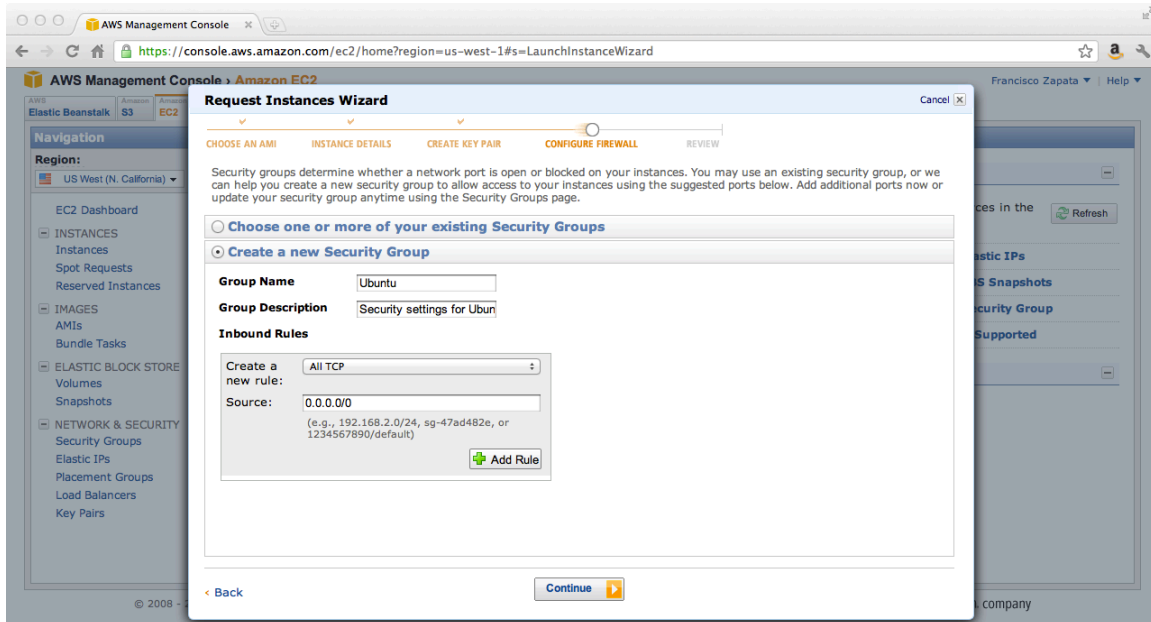 AWS Management Console
https://console.aws.amazon.com/ec2/home?region=us-west-1#s=LaunchInstanceWizard
AWS Management Console › Amazon EC2
Francisco Zapata | Help
AWS Amazon Amazon
Elastic Beanstalk S3 EC2
Navigation
Region:
US West (N. California)
EC2 Dashboard
INSTANCES
Instances
Spot Requests
Reserved Instances
IMAGES
AMIs
Bundle Tasks
ELASTIC BLOCK STORE
Volumes
Snapshots
NETWORK & SECURITY
Security Groups
Elastic IPs
Placement Groups
Load Balancers
Key Pairs
Request Instances Wizard
Cancel
CHOOSE AN AMI INSTANCE DETAILS CREATE KEY PAIR CONFIGURE FIREWALL REVIEW
Security groups determine whether a network port is open or blocked on your instances. You may use an existing security group, or we
can help you create a new security group to allow access to your instances using the suggested ports below. Add additional ports now or
update your security group anytime using the Security Groups page.
Choose one or more of your existing Security Groups
Create a new Security Group
Group Name Ubuntu
Group Description Security settings for Ubun
Inbound Rules
Create a All TCP
new rule:
Source: 0.0.0.0/0
(e.g., 192.168.2.0/24, sg-47ad482e, or
1234567890/default)
Add Rule
‹ Back
Continue
ces in the
Refresh
astic IPs
S Snapshots
ecurity Group
Supported
© 2008 -
company